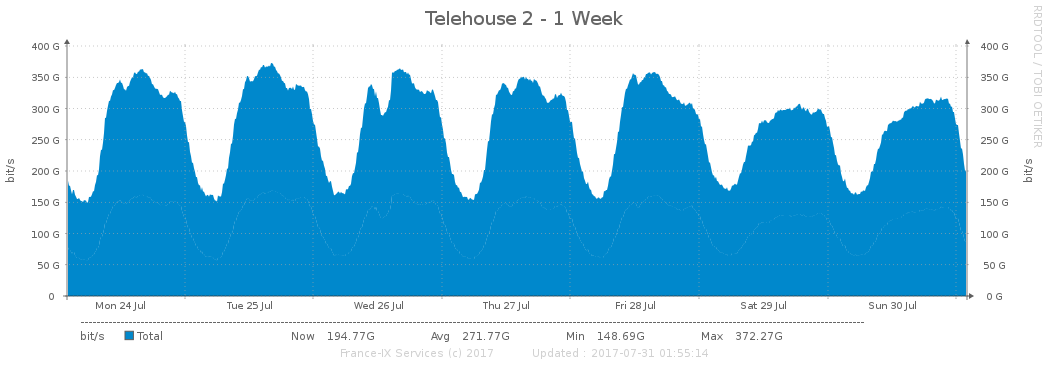 Telehouse 2 - 1 Week
RRDTOOL / TOBI OETIKER
400 G 400 G
350 G 350 G
300 G 300 G
250 G 250 G
200 G 200 G
150 G 150 G
100 G 100 G
50 G 50 G
0 0 G
bit/s bit/s
Mon 24 Jul Tue 25 Jul Wed 26 Jul Thu 27 Jul Fri 28 Jul Sat 29 Jul Sun 30 Jul
bit/s Total Now 194.77G Avg 271.77G Min 148.69G Max 372.27G
France-IX Services (c) 2017 Updated : 2017-07-31 01:55:14